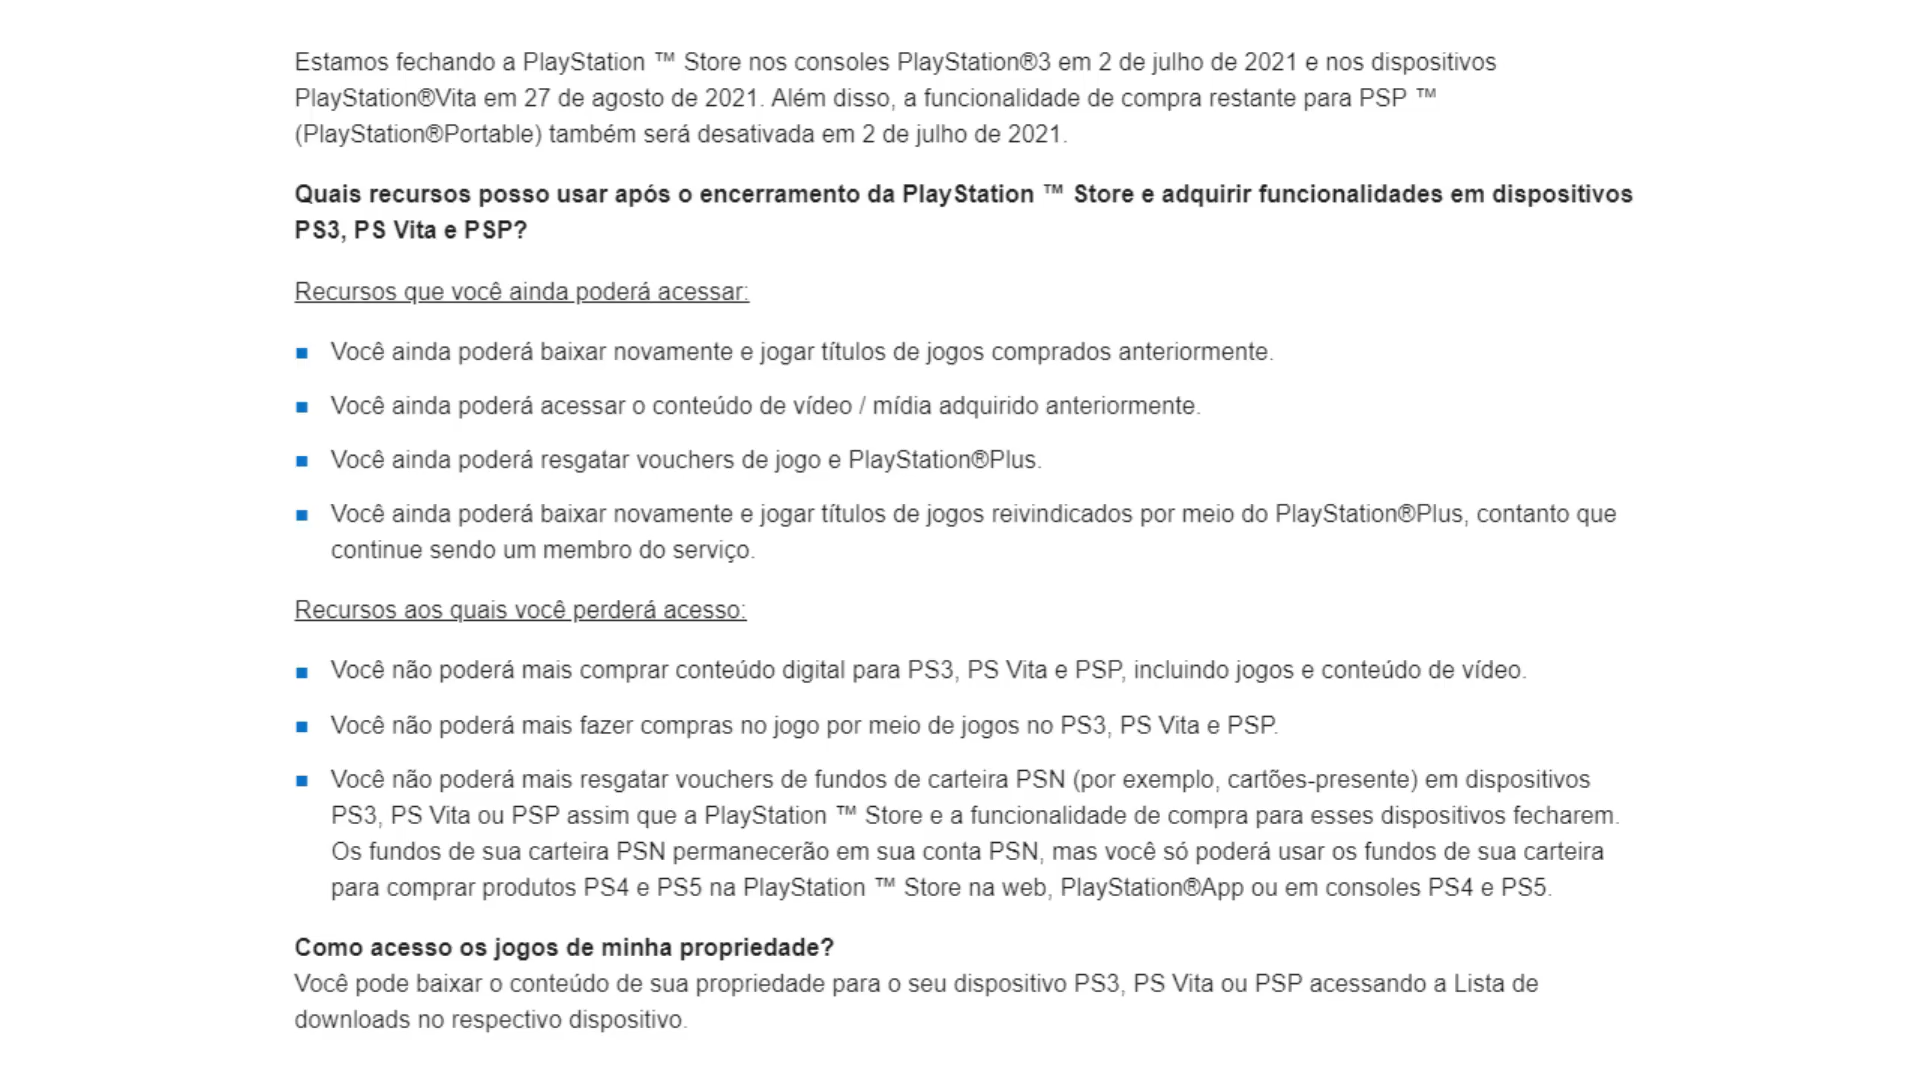 Estamos fechando a PlayStation ™ Store nos consoles PlayStation®3 em 2 de julho de 2021 e nos dispositivos
PlayStation®Vita em 27 de agosto de 2021. Além disso, a funcionalidade de compra restante para PSP ™
(PlayStation®Portable) também será desativada em 2 de julho de 2021.
Quais recursos posso usar após o encerramento da PlayStation ™ Store e adquirir funcionalidades em dispositivos
PS3, PS Vita e PSP?
Recursos que você ainda poderá acessar:
Você ainda poderá baixar novamente e jogar títulos de jogos comprados anteriormente.
Você ainda poderá acessar o conteúdo de vídeo / mídia adquirido anteriormente.
Você ainda poderá resgatar vouchers de jogo e PlayStation®Plus.
Você ainda poderá baixar novamente e jogar títulos de jogos reivindicados por meio do PlayStation®Plus, contanto que
continue sendo um membro do serviço.
Recursos aos quais você perderá acesso:
Você não poderá mais comprar conteúdo digital para PS3, PS Vita e PSP, incluindo jogos e conteúdo de vídeo.
Você não poderá mais fazer compras no jogo por meio de jogos no PS3, PS Vita e PSP.
Você não poderá mais resgatar vouchers de fundos de carteira PSN (por exemplo, cartões-presente) em dispositivos
PS3, PS Vita ou PSP assim que a PlayStation ™ Store e a funcionalidade de compra para esses dispositivos fecharem.
Os fundos de sua carteira PSN permanecerão em sua conta PSN, mas você só poderá usar os fundos de sua carteira
para comprar produtos PS4 e PS5 na PlayStation ™ Store na web, PlayStation®App ou em consoles PS4 e PS5.
Como acesso os jogos de minha propriedade?
Você pode baixar o conteúdo de sua propriedade para o seu dispositivo PS3, PS Vita ou PSP acessando a Lista de
downloads no respectivo dispositivo.